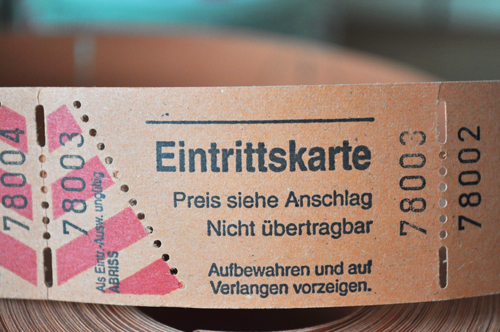 78004
78003
Als Eintr.-Ausw. ungültig
ABRISS
Eintrittskarte
Preis siehe Anschlag
Nicht übertragbar
Aufbewahren und auf
Verlangen vorzeigen.
78003
78002